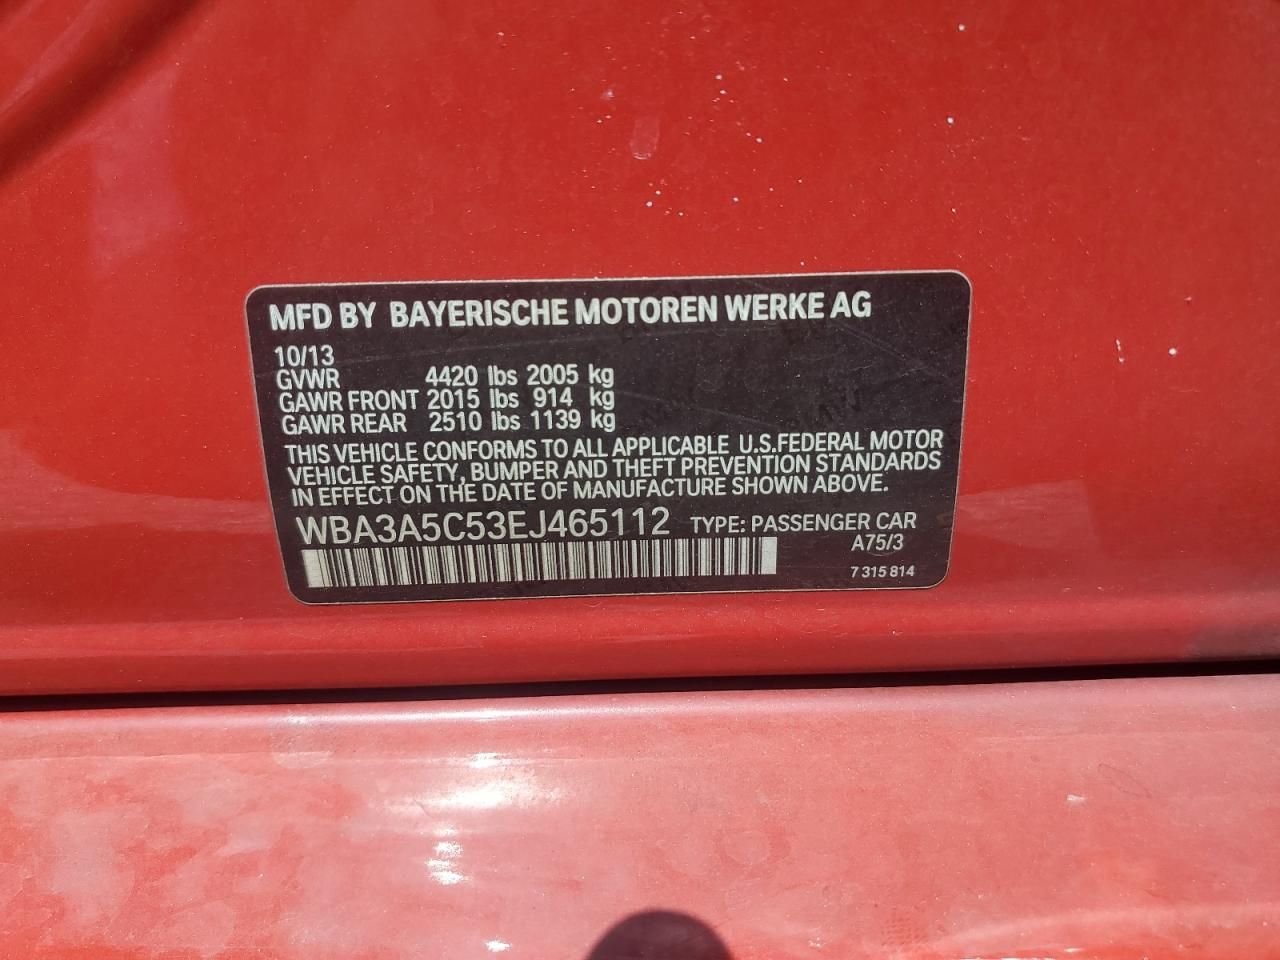 MFD BY BAYERISCHE MOTOREN WERKE AG
10/13
GVWR 4420 lbs 2005 kg
GAWR FRONT 2015 lbs 914 kg
GAWR REAR 2510 lbs 1139 kg
THIS VEHICLE CONFORMS TO ALL APPLICABLE U.S.FEDERAL MOTOR
VEHICLE SAFETY, BUMPER AND THEFT PREVENTION STANDARDS
IN EFFECT ON THE DATE OF MANUFACTURE SHOWN ABOVE.
WBA3A5C53EJ465112 TYPE: PASSENGER CAR
A75/3
7 315 814